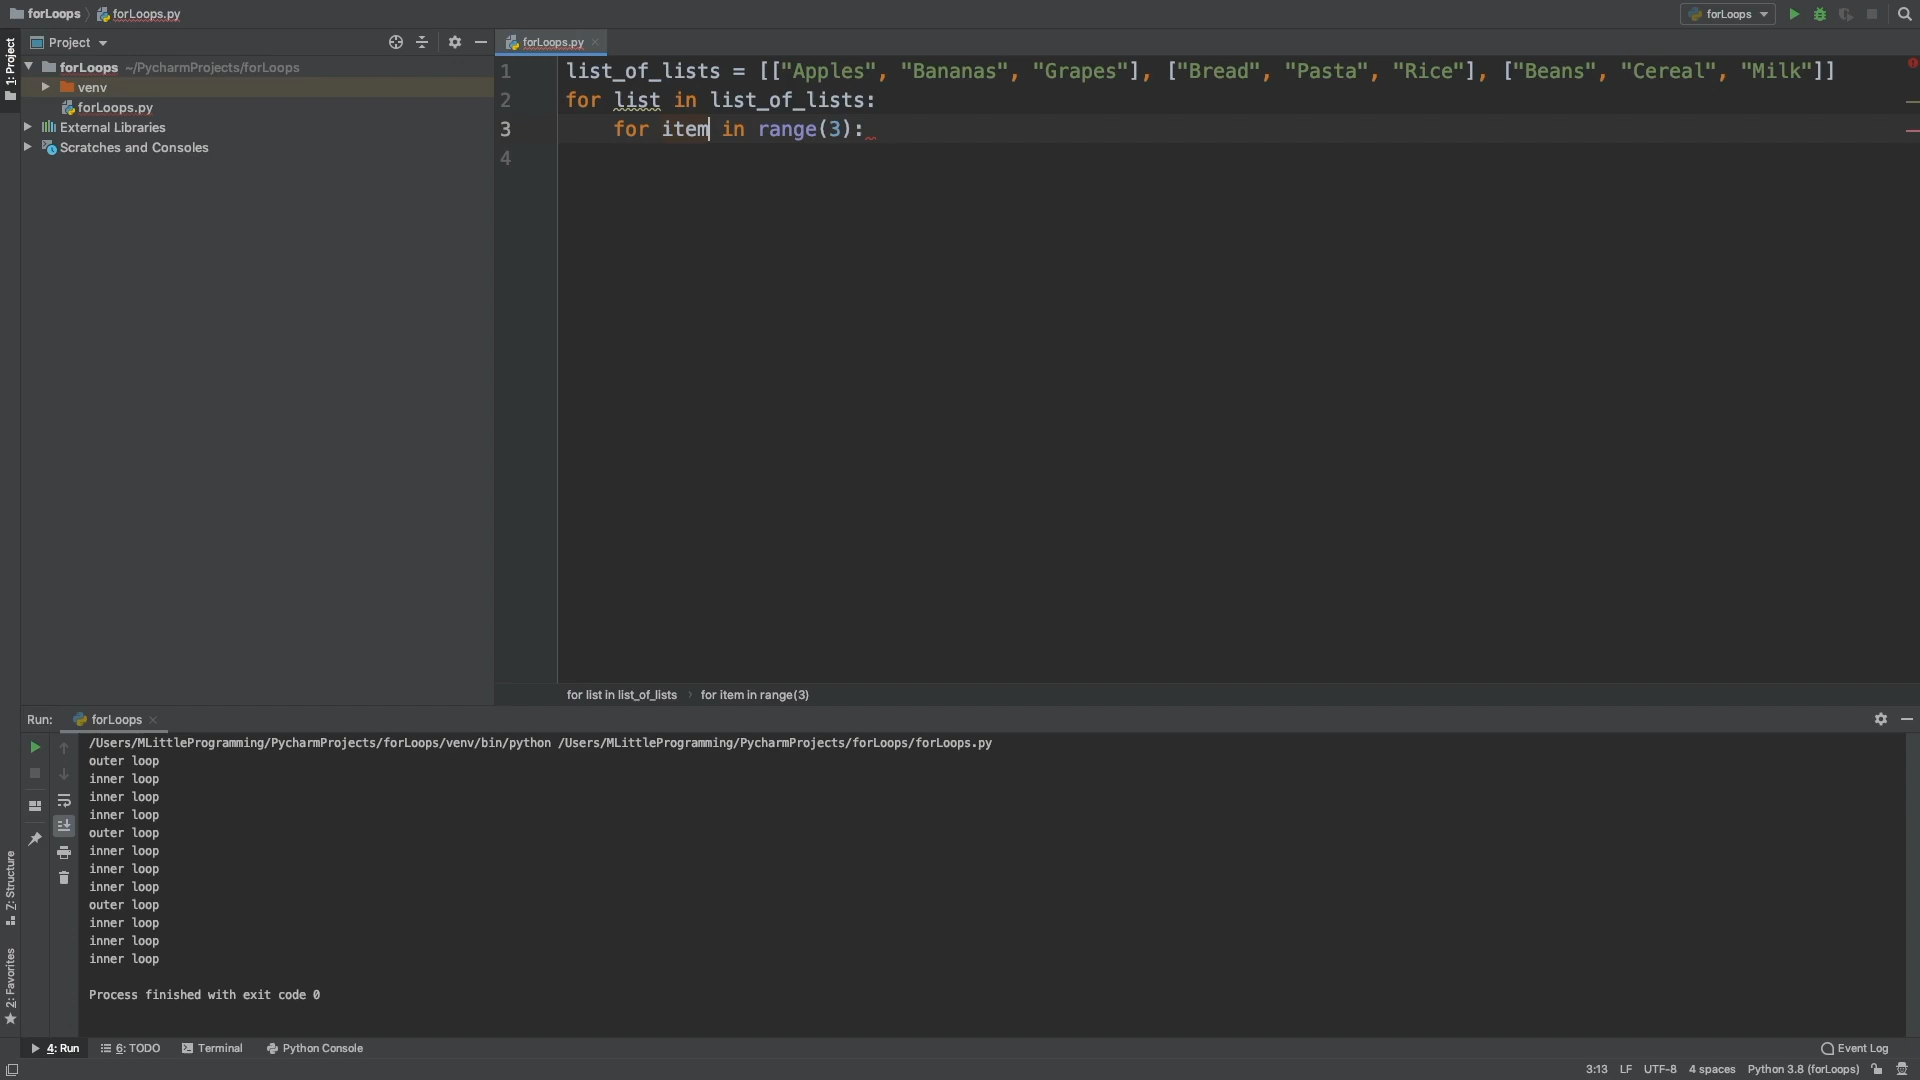 forLoops forLoops.py
forLoops
1: Project
Project
forLoops ~/PycharmProjects/forLoops
venv
forLoops.py
External Libraries
Scratches and Consoles
forLoops.py
1 list_of_lists = [["Apples", "Bananas", "Grapes"], ["Bread", "Pasta", "Rice"], ["Beans", "Cereal", "Milk"]]
2 for list in list_of_lists:
3 for item in range(3):
4
for list in list_of_lists › for item in range(3)
Run: forLoops
/Users/MLittleProgramming/PycharmProjects/forLoops/venv/bin/python /Users/MLittleProgramming/PycharmProjects/forLoops/forLoops.py
outer loop
inner loop
inner loop
inner loop
outer loop
inner loop
inner loop
inner loop
outer loop
inner loop
inner loop
inner loop
Process finished with exit code 0
7: Structure
2: Favorites
4: Run 6: TODO Terminal Python Console
Event Log
3:13 LF UTF-8 4 spaces Python 3.8 (forLoops)